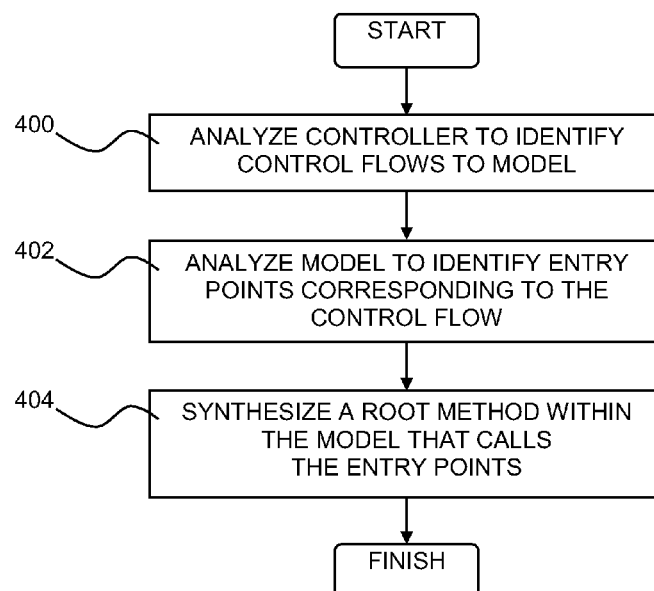 START
400
ANALYZE CONTROLLER TO IDENTIFY
CONTROL FLOWS TO MODEL
402
ANALYZE MODEL TO IDENTIFY ENTRY
POINTS CORRESPONDING TO THE
CONTROL FLOW
404
SYNTHESIZE A ROOT METHOD WITHIN
THE MODEL THAT CALLS
THE ENTRY POINTS
FINISH